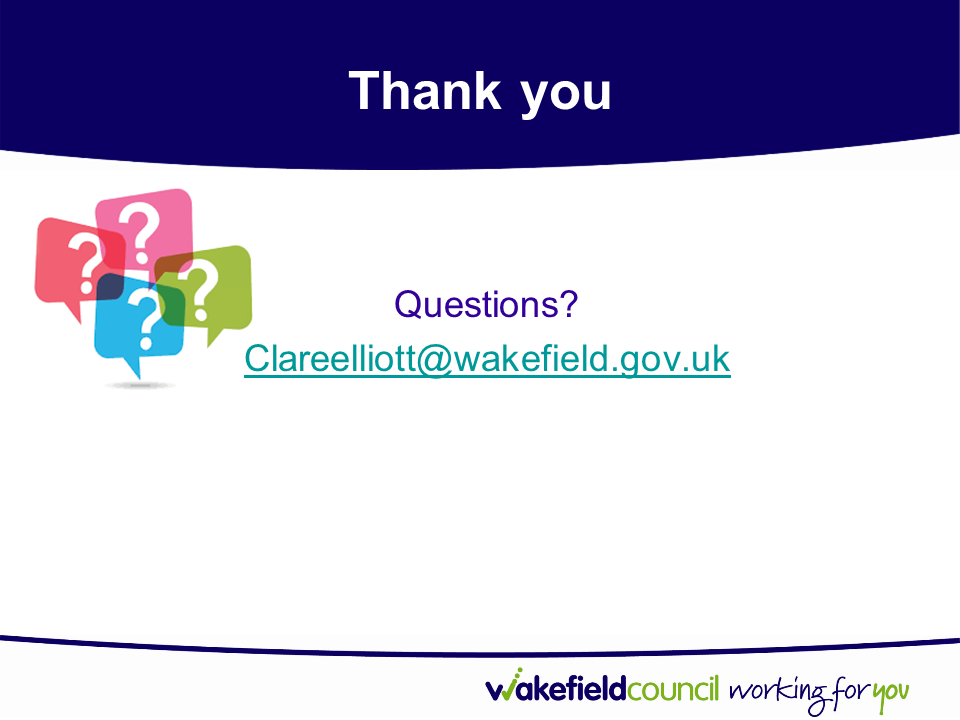 Thank you
?
?
?
?
Questions?
Clareelliott@wakefield.gov.uk
wakefieldcouncil working for you